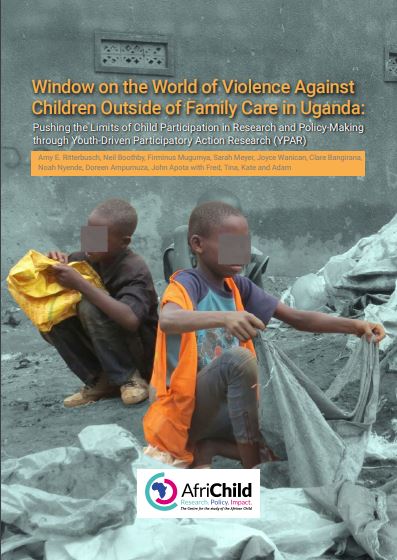 Window on the World of Violence Against
Children Outside of Family Care in Uganda:
Pushing the Limits of Child Participation in Research and Policy-Making
through Youth-Driven Participatory Action Research (YPAR)
Amy E. Ritterbusch, Neil Boothby, Firminus Mugumya, Sarah Meyer, Joyce Wanican, Clare Bangirana,
Noah Nyende, Doreen Ampumuza, John Apota with Fred, Tina, Kate and Adam
AfriChild
Research. Policy. Impact.
The Centre for the study of the African Child